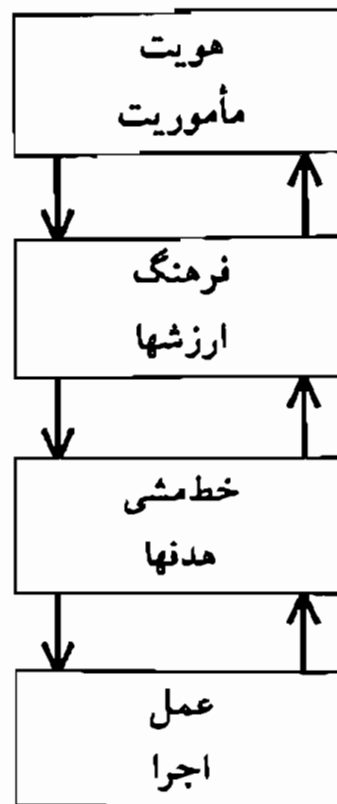 هویت
مأموریت
فرهنگ
ارزشها
خط‌مشی
هدفها
عمل
اجرا